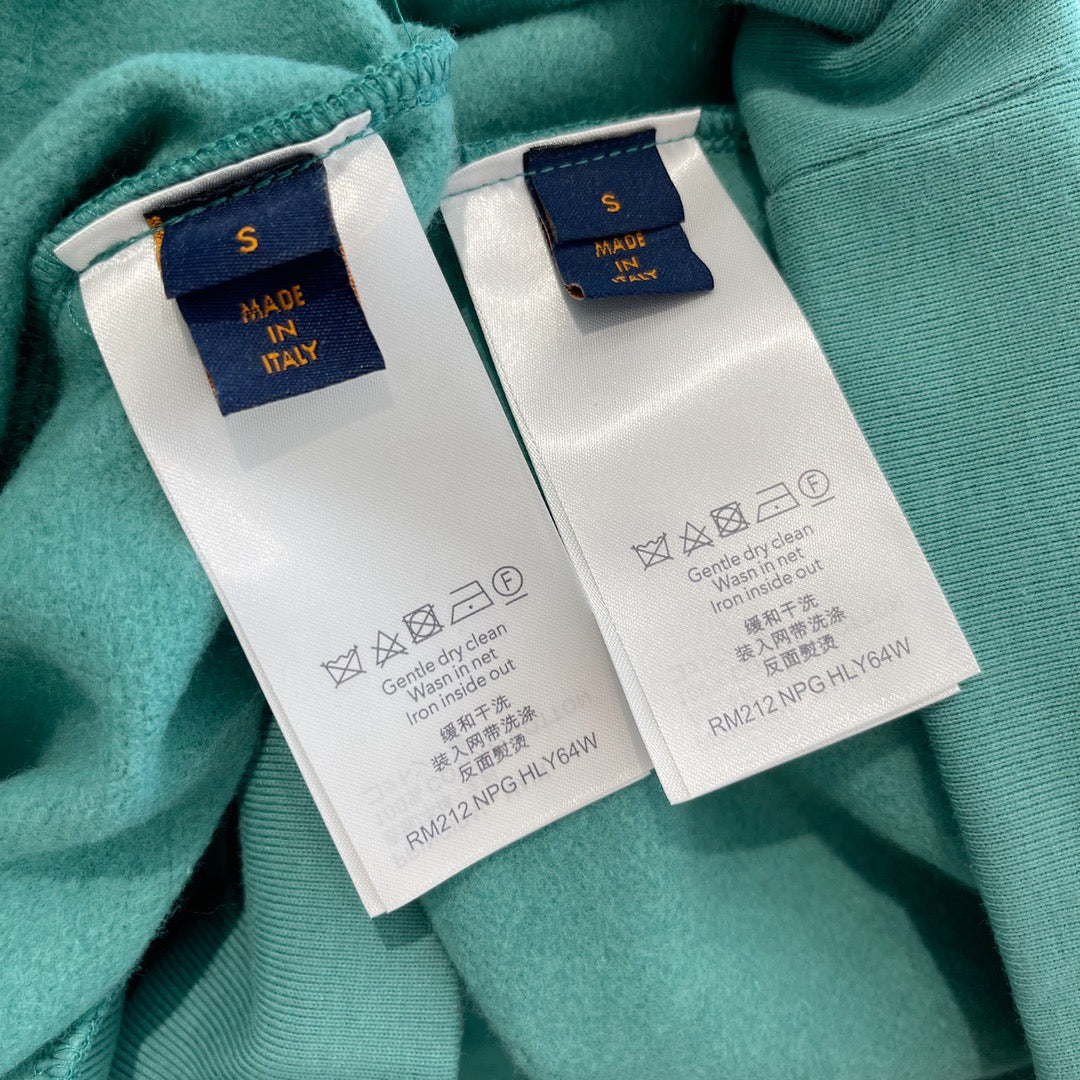 S
MADE
IN
ITALY
F
Gentle dry clean
Wasn in net
Iron inside out
缓和干洗
装入网带洗涤
反面熨烫
RM212 NPG HLY64W
S
MADE
IN
ITALY
F
Gentle dry clean
Wasn in net
Iron inside out
缓和干洗
装入网带洗涤
反面熨烫
RM212 NPG HLY64W